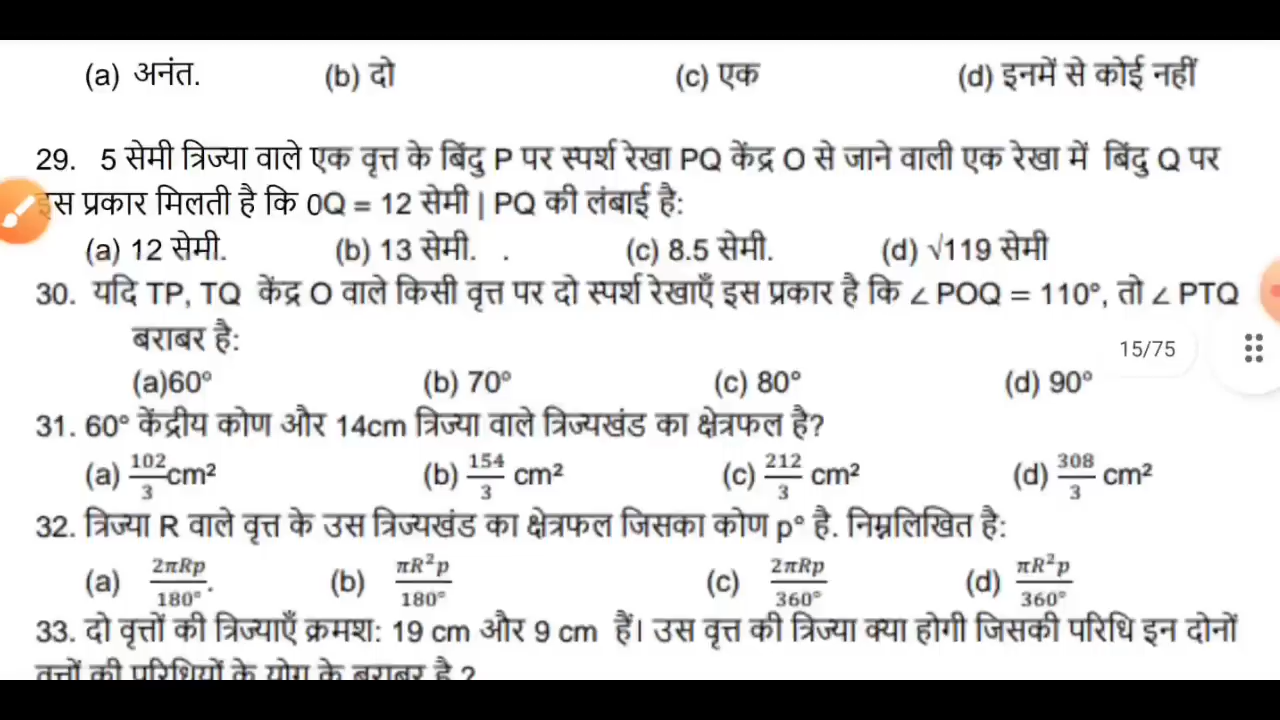 (a) अनंत. (b) दो (c) एक (d) इनमें से कोई नहीं
29. 5 सेमी त्रिज्या वाले एक वृत्त के बिंदु P पर स्पर्श रेखा PQ केंद्र O से जाने वाली एक रेखा में बिंदु Q पर
इस प्रकार मिलती है कि 0Q = 12 सेमी | PQ की लंबाई है:
(a) 12 सेमी. (b) 13 सेमी. . (c) 8.5 सेमी. (d) √119 सेमी
30. यदि TP, TQ केंद्र O वाले किसी वृत्त पर दो स्पर्श रेखाएँ इस प्रकार है कि ∠ POQ = 110°, तो ∠ PTQ
बराबर है:
15/75
(a)60° (b) 70° (c) 80° (d) 90°
31. 60° केंद्रीय कोण और 14cm त्रिज्या वाले त्रिज्यखंड का क्षेत्रफल है?
(a) 102/3 cm² (b) 154/3 cm² (c) 212/3 cm² (d) 308/3 cm²
32. त्रिज्या R वाले वृत्त के उस त्रिज्यखंड का क्षेत्रफल जिसका कोण p° है. निम्नलिखित है:
(a) 2πRp/180°. (b) πR²p/180° (c) 2πRp/360° (d) πR²p/360°
33. दो वृत्तों की त्रिज्याएँ क्रमश: 19 cm और 9 cm हैं। उस वृत्त की त्रिज्या क्या होगी जिसकी परिधि इन दोनों
वृत्तों की परिधियों के योग के बराबर है ?